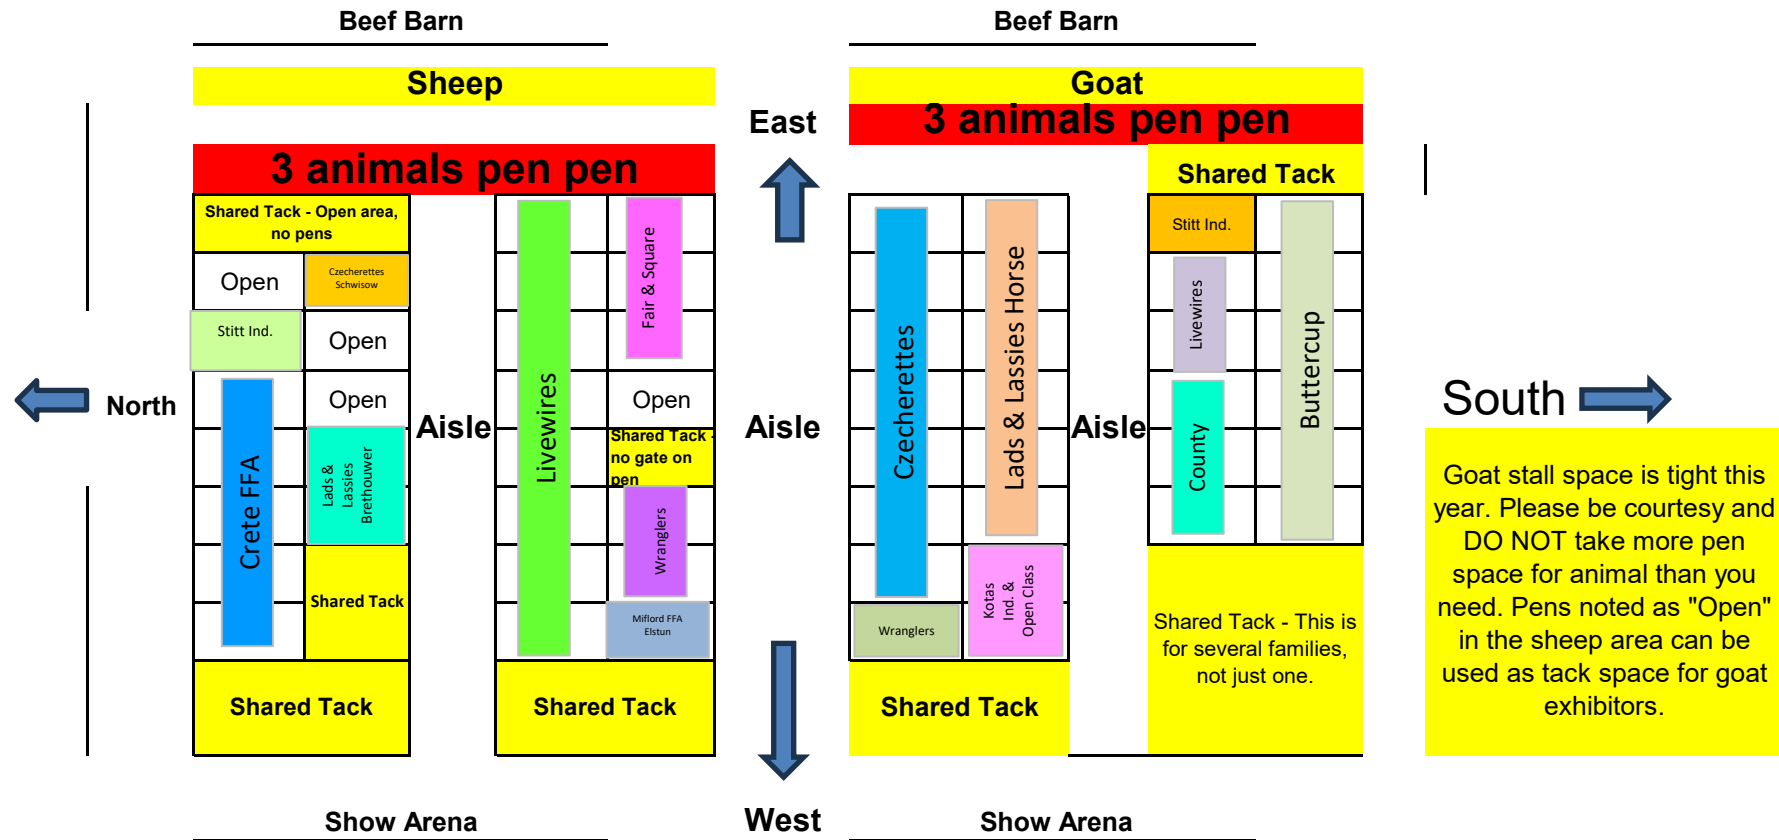 Beef Barn
Beef Barn
Sheep
Goat
3 animals pen pen
East
3 animals pen pen
Shared Tack
Shared Tack - Open area,
no pens
Open
Czecherettes
Schwisow
Stitt Ind.
Open
Open
Crete FFA
Lads &
Lassies
Brethouwer
Shared Tack
Shared Tack
North
Aisle
Livewires
Fair & Square
Open
Shared Tack -
no gate on
pen
Wranglers
Miflord FFA
Elstun
Shared Tack
Aisle
Czecherettes
Lads & Lassies Horse
Wranglers
Kotas
Ind. &
Open Class
Shared Tack
Aisle
Stitt Ind.
Livewires
County
Buttercup
Shared Tack - This is
for several families,
not just one.
South
Goat stall space is tight this
year. Please be courtesy and
DO NOT take more pen
space for animal than you
need. Pens noted as "Open"
in the sheep area can be
used as tack space for goat
exhibitors.
Show Arena
West
Show Arena